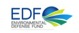 EDF
ENVIRONMENTAL
DEFENSE FUND